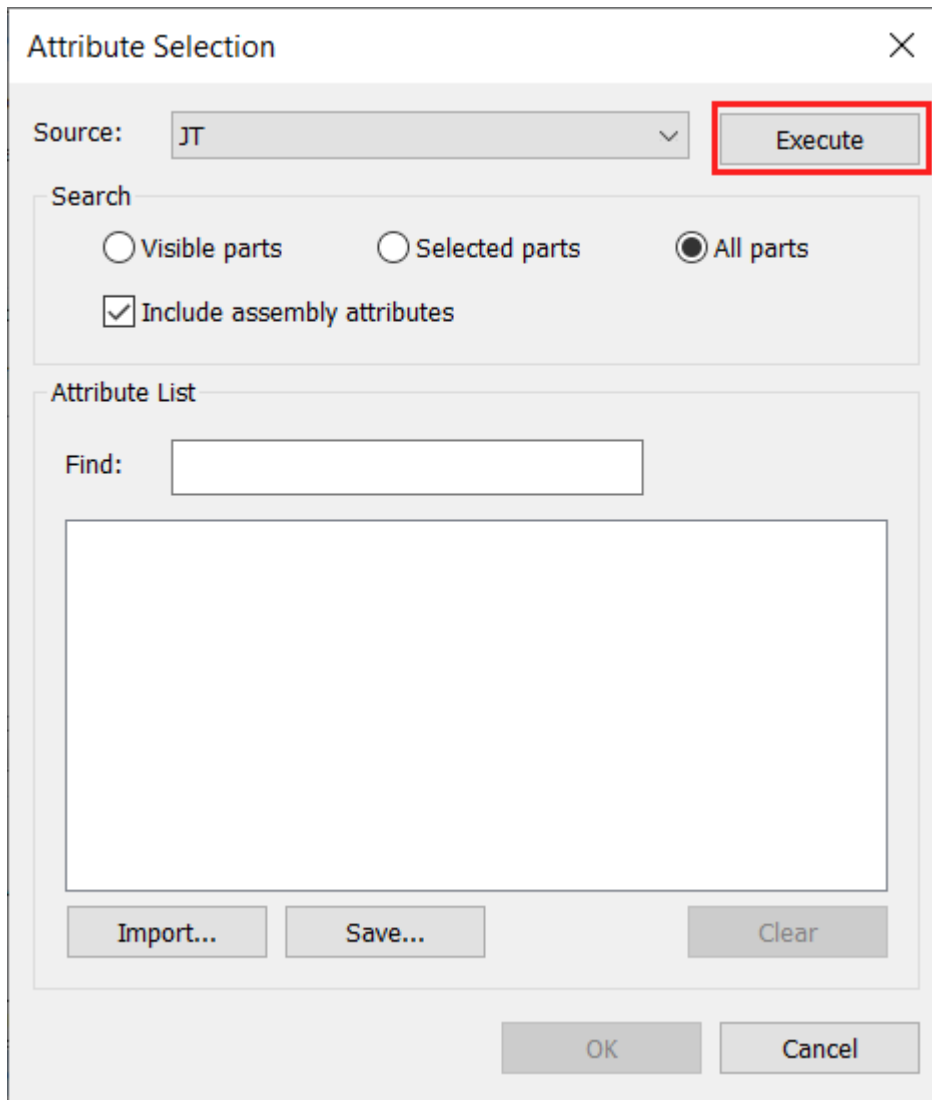 Attribute Selection
Source: JT Execute
Search
Visible parts Selected parts All parts
Include assembly attributes
Attribute List
Find:
Import... Save... Clear
OK Cancel